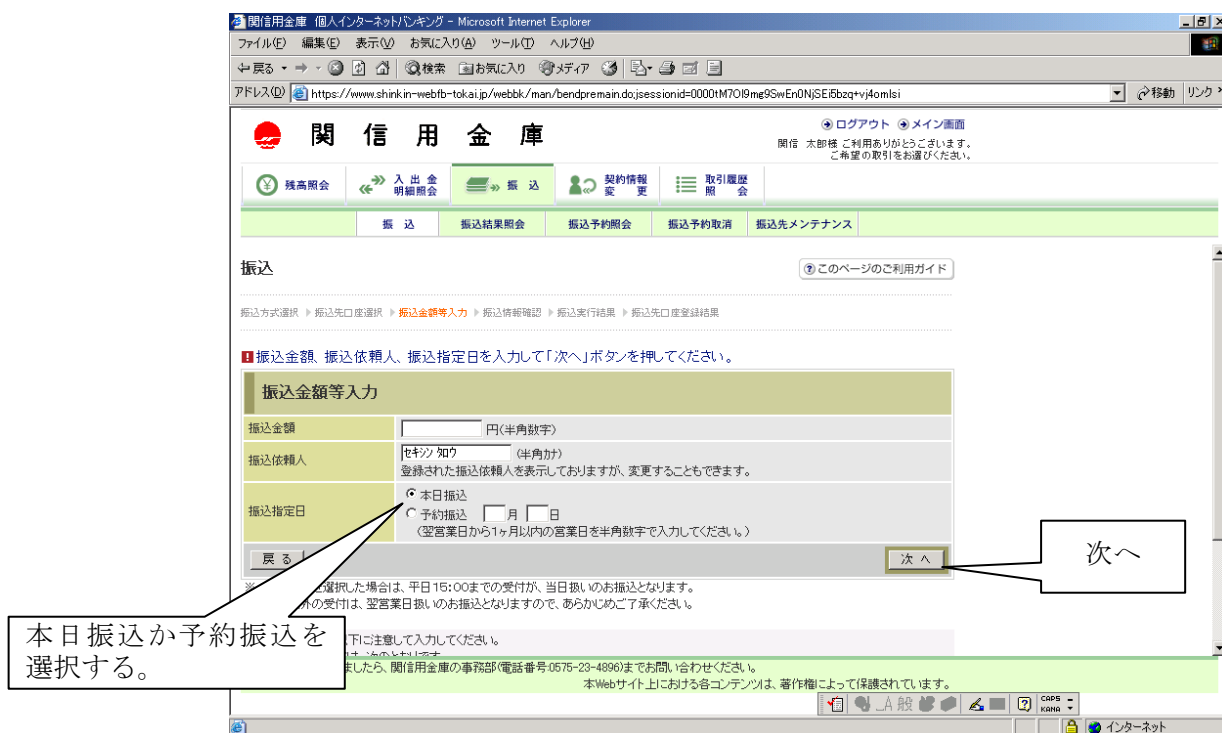 関信用金庫 個人インターネットバンキング - Microsoft Internet Explorer
ファイル(F) 編集(E) 表示(V) お気に入り(A) ツール(T) ヘルプ(H)
戻る 検索 お気に入り メディア
アドレス(D) https://www.shinkin-webfb-tokai.jp/webbk/man/bendpremain.do;jsessionid=0000tM7OI9mg9SwEn0NjSEi5bzq+vj4omIsi 移動 リンク
関信用金庫
ログアウト メイン画面
関信 太郎様 ご利用ありがとうございます。
ご希望の取引をお選びください。
残高照会 入出金明細照会 振込 契約情報変更 取引履歴照会
振込 振込結果照会 振込予約照会 振込予約取消 振込先メンテナンス
振込 このページのご利用ガイド
振込方式選択 振込先口座選択 振込金額等入力 振込情報確認 振込実行結果 振込先口座登録結果
振込金額、振込依頼人、振込指定日を入力して「次へ」ボタンを押してください。
振込金額等入力
振込金額 円(半角数字)
振込依頼人 ｾｷｼﾝ ﾀﾛｳ (半角ｶﾅ)
登録された振込依頼人を表示しておりますが、変更することもできます。
振込指定日 本日振込
予約振込 月 日
(翌営業日から1ヶ月以内の営業日を半角数字で入力してください。)
戻る 次へ
次へ
選択した場合は、平日15:00までの受付が、当日扱いのお振込となります。
外の受付は、翌営業日扱いのお振込となりますので、あらかじめご了承ください。
本日振込か予約振込を
選択する。
下に注意して入力してください。
は、次のとおりです
ましたら、関信用金庫の事務部(電話番号:0575-23-4896)までお問い合わせください。
本Webサイト上における各コンテンツは、著作権によって保護されています。
A 般 CAPS
KANA
インターネット